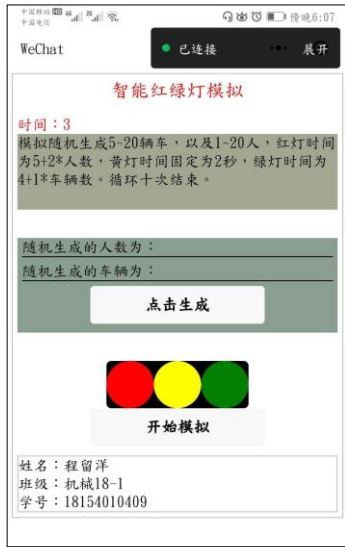 中国移动 HD 46 26
中国电信
傍晚6:07
WeChat
已连接
展开
智能红绿灯模拟
时间：3
模拟随机生成5~20辆车，以及1~20人，红灯时间
为5+2*人数，黄灯时间固定为2秒，绿灯时间为
4+1*车辆数。循环十次结束。
随机生成的人数为：
随机生成的车辆为：
点击生成
开始模拟
姓名：程留洋
班级：机械18-1
学号：18154010409